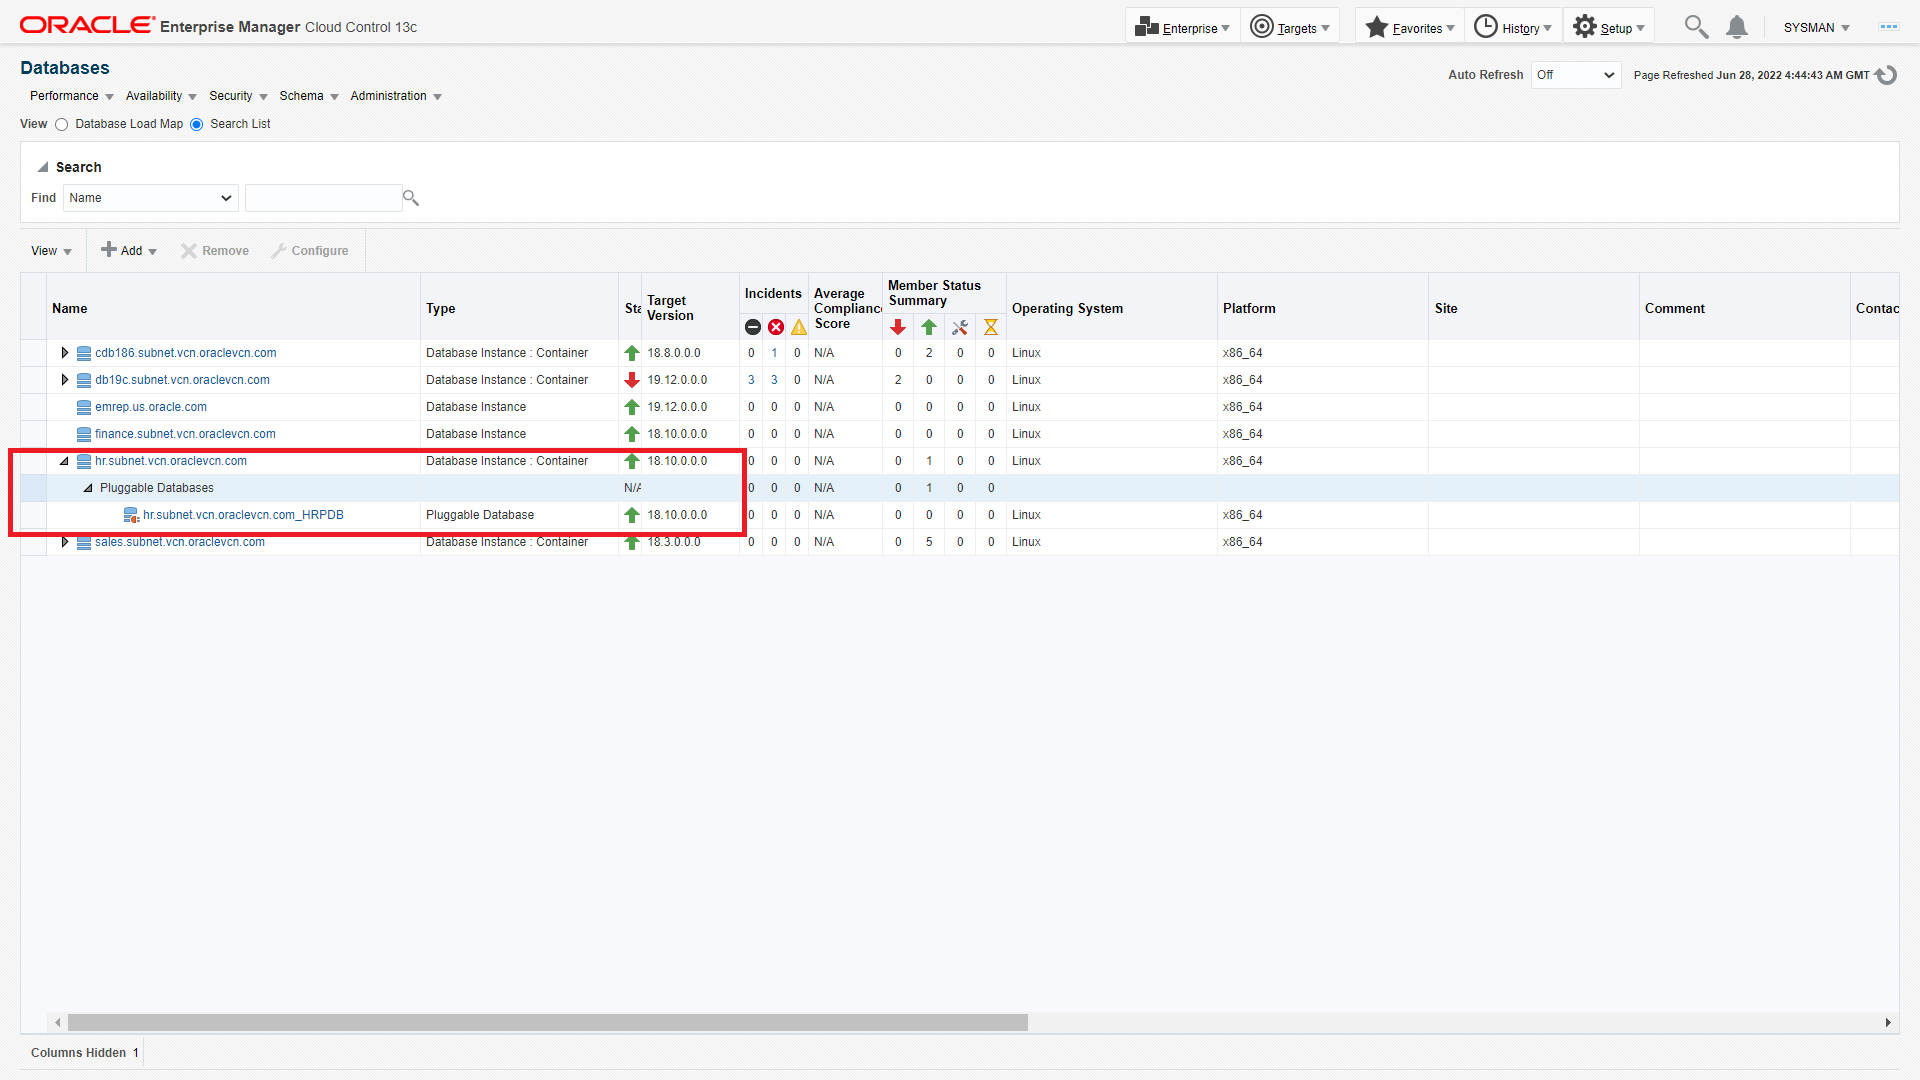 ORACLE® Enterprise Manager Cloud Control 13c
Enterprise Targets Favorites History Setup SYSMAN
Databases
Auto Refresh Off Page Refreshed Jun 28, 2022 4:44:43 AM GMT
Performance Availability Security Schema Administration
View Database Load Map Search List
Search
Find Name
View Add Remove Configure
Name Type Sta Target Version Incidents Average Compliance Score Member Status Summary Operating System Platform Site Comment Contac
cdb186.subnet.vcn.oraclevcn.com Database Instance : Container 18.8.0.0.0 0 1 0 N/A 0 2 0 0 Linux x86_64
db19c.subnet.vcn.oraclevcn.com Database Instance : Container 19.12.0.0.0 3 3 0 N/A 2 0 0 0 Linux x86_64
emrep.us.oracle.com Database Instance 19.12.0.0.0 0 0 0 N/A 0 0 0 0 Linux x86_64
finance.subnet.vcn.oraclevcn.com Database Instance 18.10.0.0.0 0 0 0 N/A 0 0 0 0 Linux x86_64
hr.subnet.vcn.oraclevcn.com Database Instance : Container 18.10.0.0.0 0 0 0 N/A 0 1 0 0 Linux x86_64
Pluggable Databases N/A 0 0 0 N/A 0 1 0 0
hr.subnet.vcn.oraclevcn.com_HRPDB Pluggable Database 18.10.0.0.0 0 0 0 N/A 0 0 0 0 Linux x86_64
sales.subnet.vcn.oraclevcn.com Database Instance : Container 18.3.0.0.0 0 0 0 N/A 0 5 0 0 Linux x86_64
Columns Hidden 1